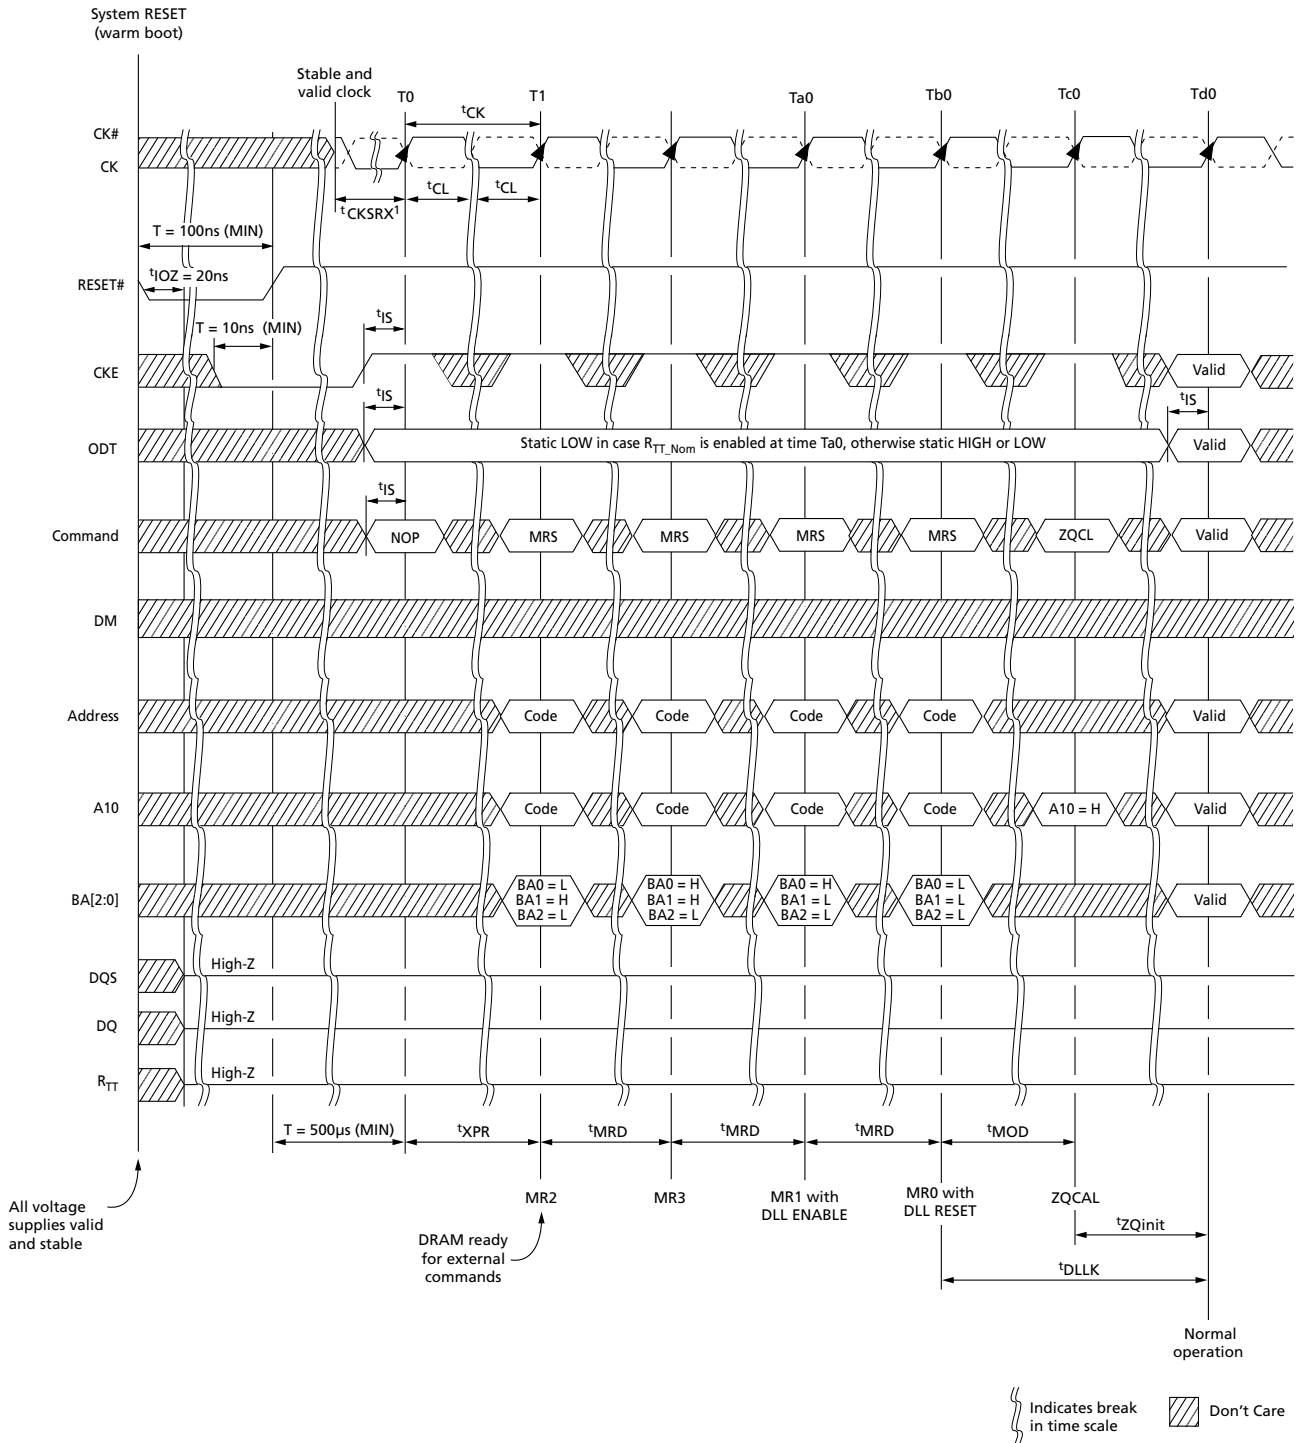 System RESET
(warm boot)
Stable and
valid clock
T0
T1
Ta0
Tb0
Tc0
Td0
tCK
CK#
CK
tCKSRX1
tCL
tCL
T = 100ns (MIN)
tIOZ = 20ns
RESET#
T = 10ns (MIN)
tIS
CKE
Valid
tIS
tIS
ODT
Static LOW in case RTT_Nom is enabled at time Ta0, otherwise static HIGH or LOW
Valid
tIS
Command
NOP
MRS
MRS
MRS
MRS
ZQCL
Valid
DM
Address
Code
Code
Code
Code
Valid
A10
Code
Code
Code
Code
A10 = H
Valid
BA[2:0]
BA0 = L
BA1 = H
BA2 = L
BA0 = H
BA1 = H
BA2 = L
BA0 = H
BA1 = L
BA2 = L
BA0 = L
BA1 = L
BA2 = L
Valid
DQS
High-Z
DQ
High-Z
RTT
High-Z
T = 500μs (MIN)
tXPR
tMRD
tMRD
tMRD
tMOD
All voltage
supplies valid
and stable
MR2
MR3
MR1 with
DLL ENABLE
MR0 with
DLL RESET
ZQCAL
DRAM ready
for external
commands
tZQinit
tDLLK
Normal
operation
Indicates break
in time scale
Don't Care